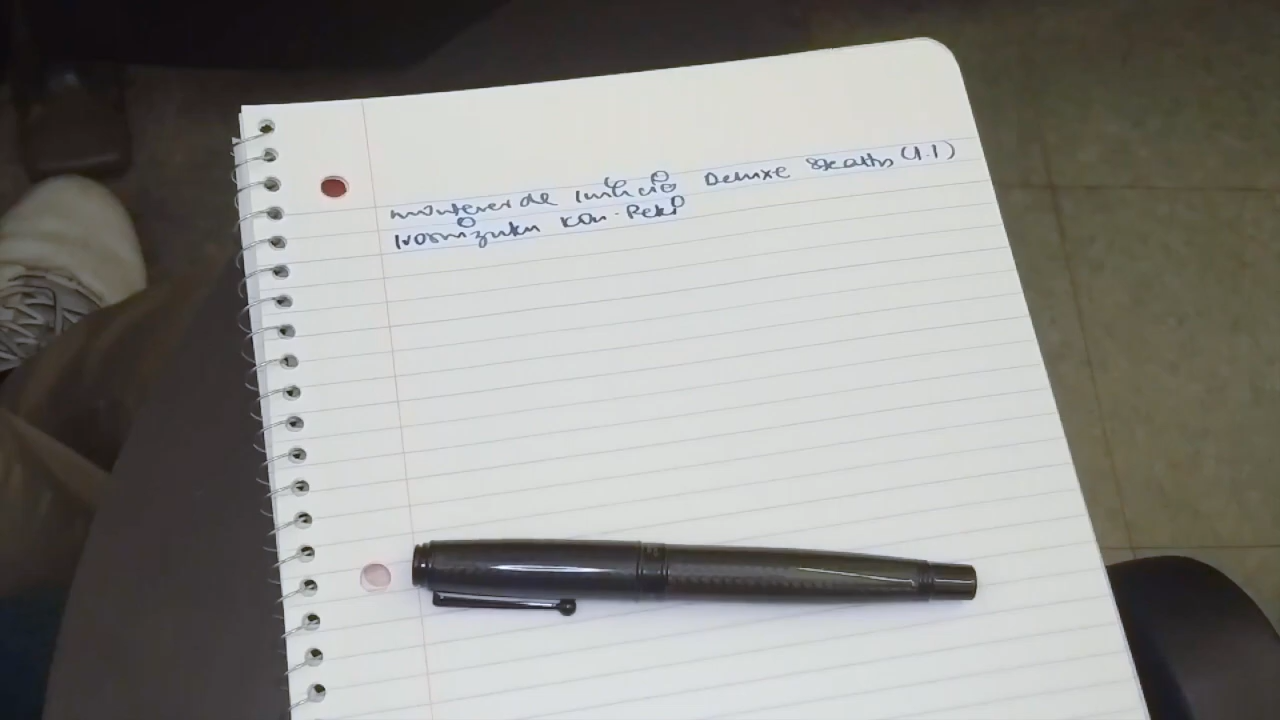 monteverde Invincia Deluxe Stealth (1.1)
Iroshizuku Kon-Peki